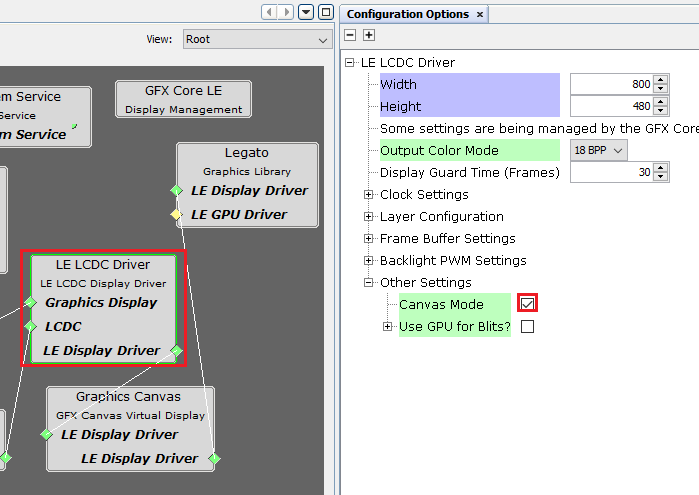 View: Root
em Service
Service
m Service
GFX Core LE
Display Management
Legato
Graphics Library
LE Display Driver
LE GPU Driver
LE LCDC Driver
LE LCDC Display Driver
Graphics Display
LCDC
LE Display Driver
Graphics Canvas
GFX Canvas Virtual Display
LE Display Driver
LE Display Driver
Configuration Options
LE LCDC Driver
Width 800
Height 480
Some settings are being managed by the GFX Core
Output Color Mode 18 BPP
Display Guard Time (Frames) 30
Clock Settings
Layer Configuration
Frame Buffer Settings
Backlight PWM Settings
Other Settings
Canvas Mode
Use GPU for Blits?